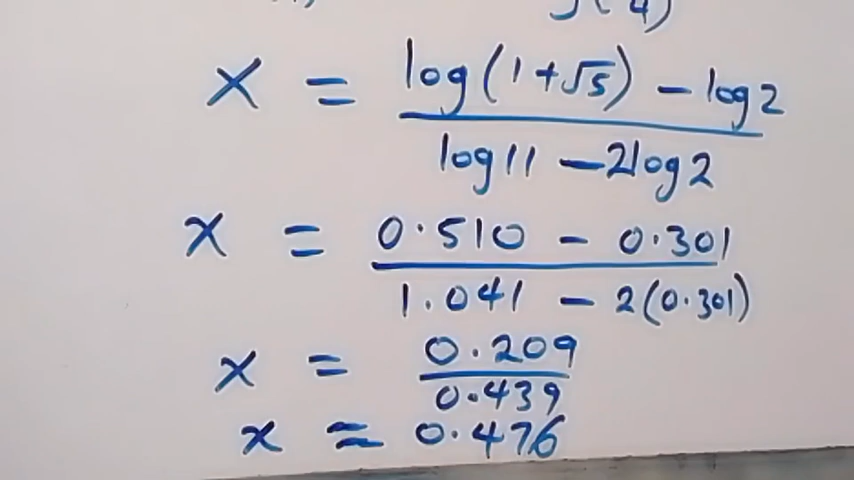 x = log(1+√5) - log2 / log11 - 2log2
x = 0.510 - 0.301 / 1.041 - 2(0.301)
x = 0.209 / 0.439
x ≈ 0.476